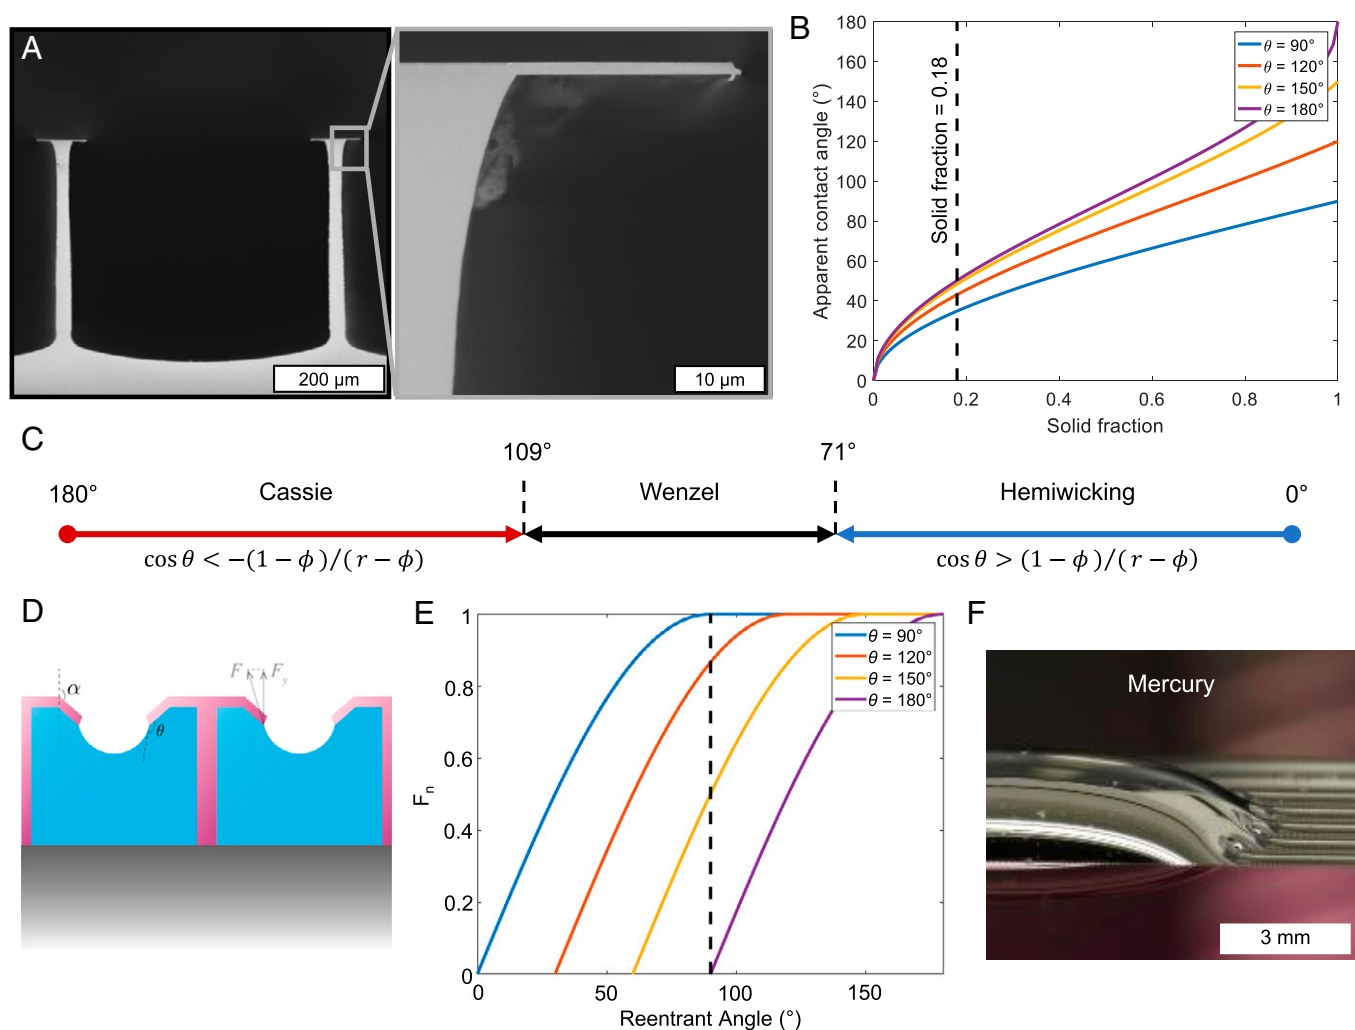 A
200 µm
10 µm
B
Apparent contact angle (°)
180
160
140
120
100
80
60
40
20
0
Solid fraction = 0.18
θ = 90°
θ = 120°
θ = 150°
θ = 180°
0
0.2
0.4
0.6
0.8
1
Solid fraction
C
180°
Cassie
109°
Wenzel
71°
Hemiwicking
0°
cos θ < −(1 − ϕ)/(r − ϕ)
cos θ > (1 − ϕ)/(r − ϕ)
D
α
F
F_y
θ
E
F_n
1
0.8
0.6
0.4
0.2
0
θ = 90°
θ = 120°
θ = 150°
θ = 180°
0
50
100
150
Reentrant Angle (°)
F
Mercury
3 mm